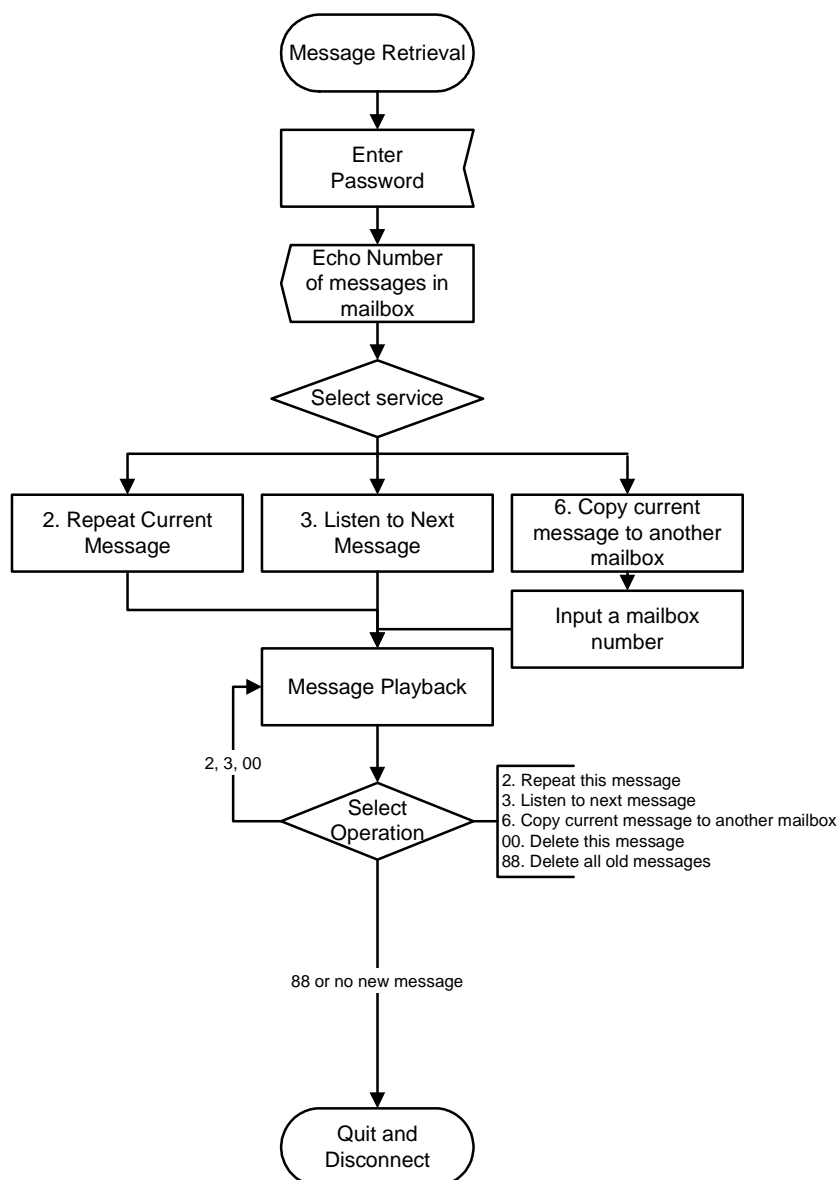 Message Retrieval
Enter
Password
Echo Number
of messages in
mailbox
Select service
2. Repeat Current
Message
3. Listen to Next
Message
6. Copy current
message to another
mailbox
Input a mailbox
number
Message Playback
2, 3, 00
Select
Operation
2. Repeat this message
3. Listen to next message
6. Copy current message to another mailbox
00. Delete this message
88. Delete all old messages
88 or no new message
Quit and
Disconnect